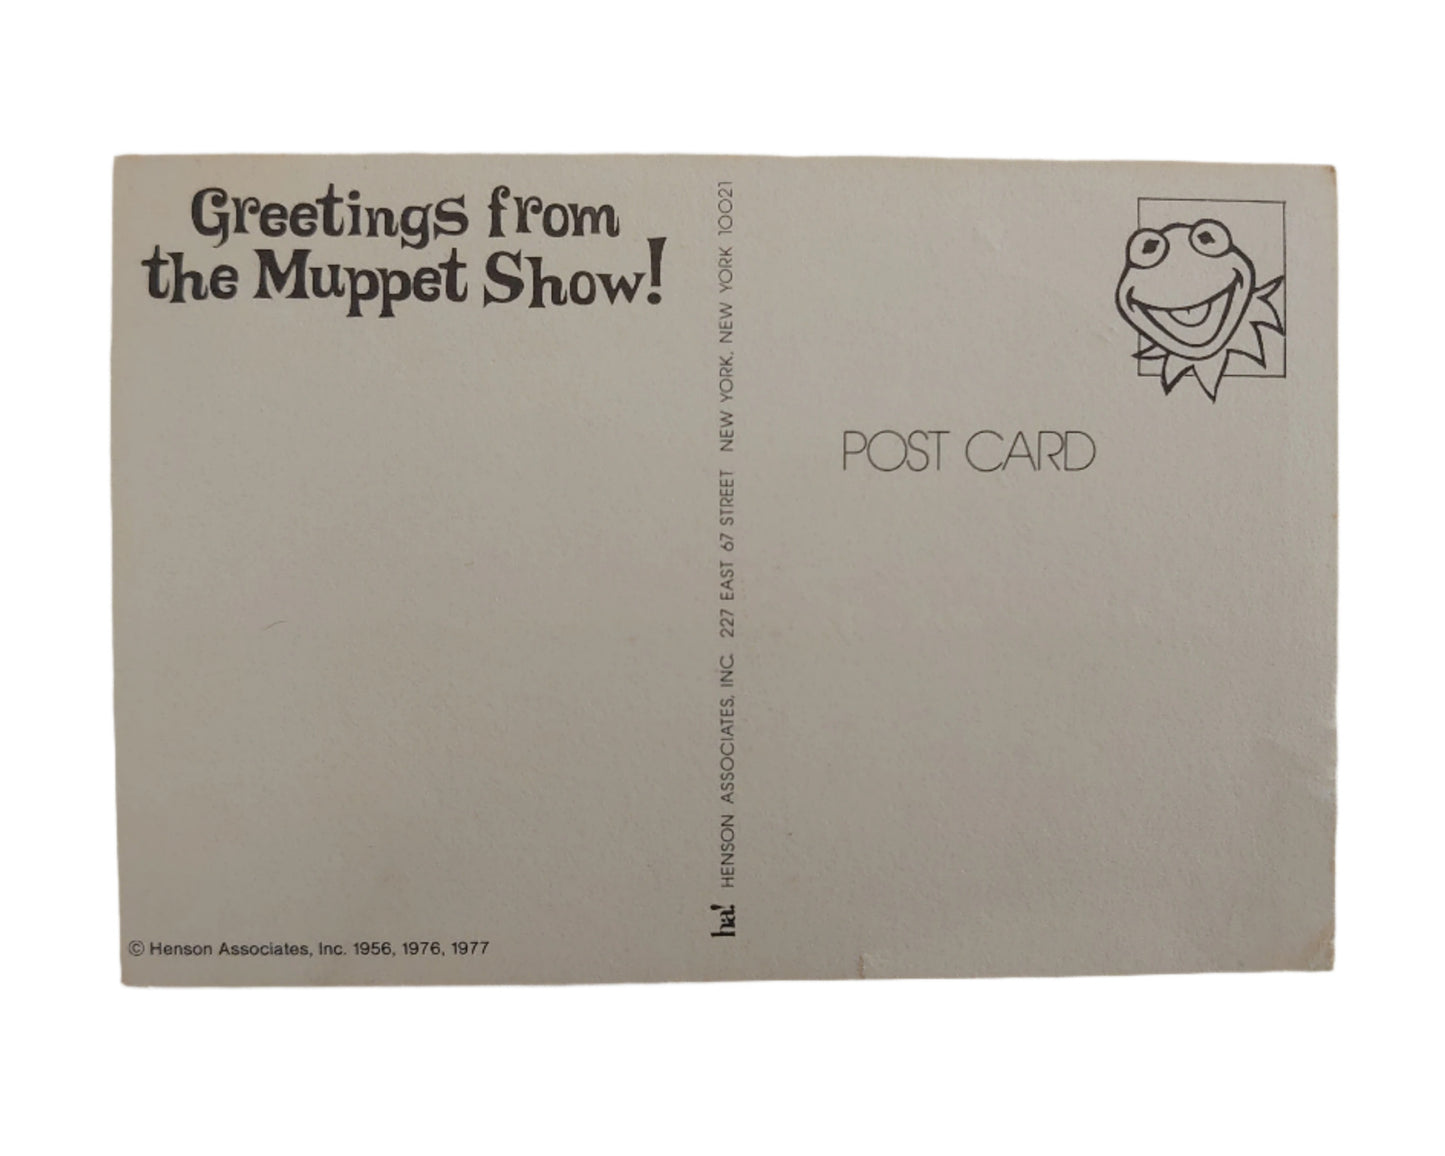 Greetings from
the Muppet Show!
© Henson Associates, Inc. 1956, 1976, 1977
ha! HENSON ASSOCIATES, INC. 227 EAST 67 STREET NEW YORK, NEW YORK 10021
POST CARD